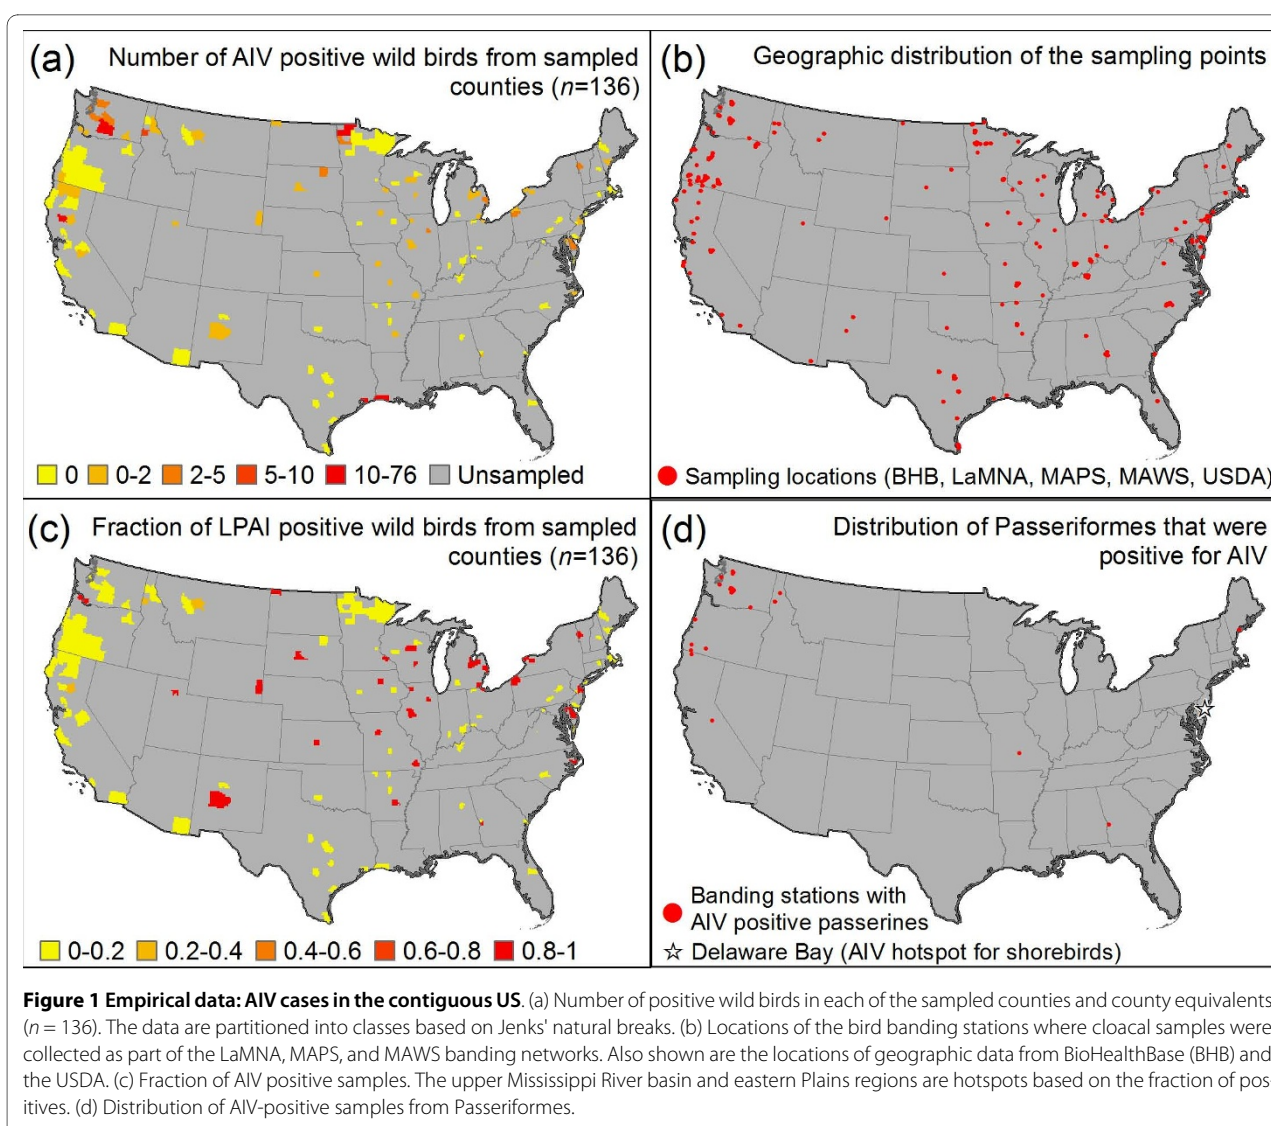 (a) Number of AIV positive wild birds from sampled
counties (n=136)
0 0-2 2-5 5-10 10-76 Unsampled
(b) Geographic distribution of the sampling points
Sampling locations (BHB, LaMNA, MAPS, MAWS, USDA)
(c) Fraction of LPAI positive wild birds from sampled
counties (n=136)
0-0.2 0.2-0.4 0.4-0.6 0.6-0.8 0.8-1
(d) Distribution of Passeriformes that were
positive for AIV
Banding stations with
AIV positive passerines
☆ Delaware Bay (AIV hotspot for shorebirds)
Figure 1 Empirical data: AIV cases in the contiguous US. (a) Number of positive wild birds in each of the sampled counties and county equivalents
(n = 136). The data are partitioned into classes based on Jenks' natural breaks. (b) Locations of the bird banding stations where cloacal samples were
collected as part of the LaMNA, MAPS, and MAWS banding networks. Also shown are the locations of geographic data from BioHealthBase (BHB) and
the USDA. (c) Fraction of AIV positive samples. The upper Mississippi River basin and eastern Plains regions are hotspots based on the fraction of pos-
itives. (d) Distribution of AIV-positive samples from Passeriformes.